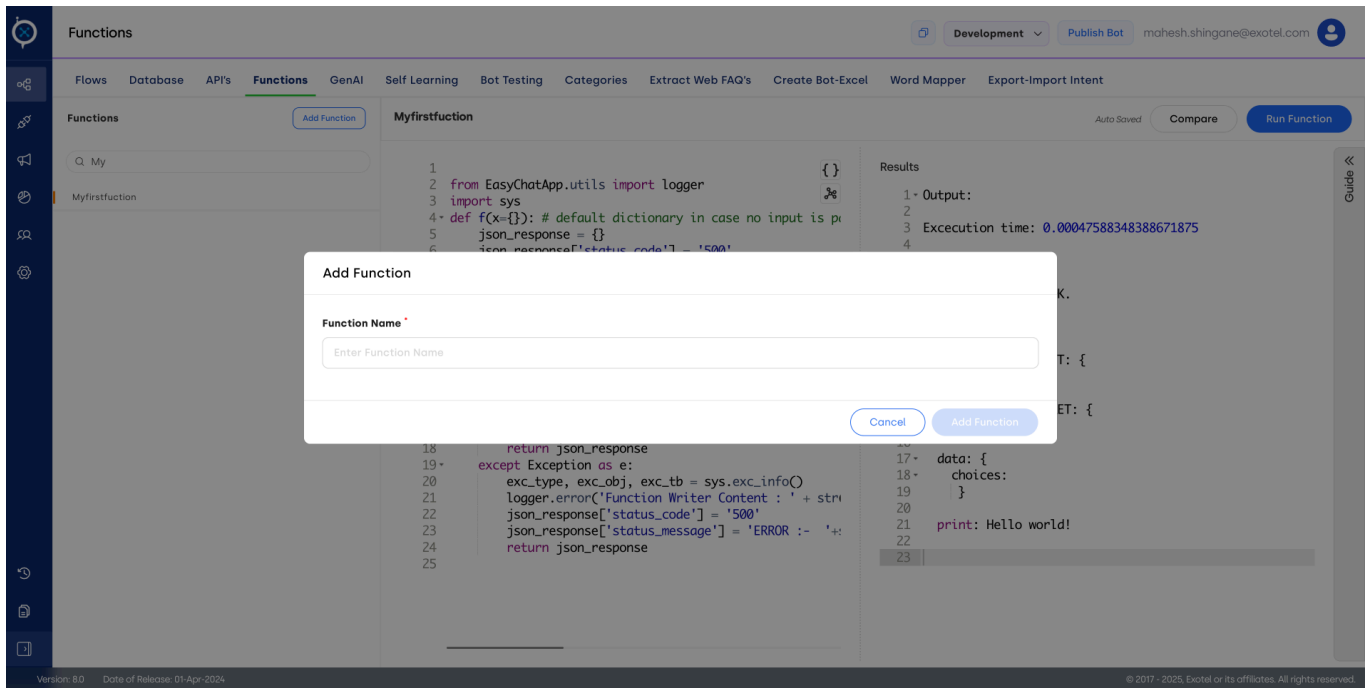 Functions
Development
Publish Bot
mahesh.shingane@exotel.com
Flows Database API's Functions GenAI Self Learning Bot Testing Categories Extract Web FAQ's Create Bot-Excel Word Mapper Export-Import Intent
Functions
Add Function
My
Myfirstfuction
Myfirstfuction
Auto Saved
Compare
Run Function
1
2 from EasyChatApp.utils import logger
3 import sys
4 def f(x={}): # default dictionary in case no input is
5 json_response = {}
6 json_response['status_code'] = '500'
18 return json_response
19 except Exception as e:
20 exc_type, exc_obj, exc_tb = sys.exc_info()
21 logger.error('Function Writer Content : ' + str
22 json_response['status_code'] = '500'
23 json_response['status_message'] = 'ERROR :- '+
24 return json_response
25
{ }
Results
1 Output:
2
3 Excecution time: 0.00047588348388671875
4
K.
T: {
ET: {
17 data: {
18 choices:
19 }
20
21 print: Hello world!
22
23
Guide
Add Function
Function Name *
Enter Function Name
Cancel
Add Function
Version: 8.0 Date of Release: 01-Apr-2024
© 2017 - 2025, Exotel or its affiliates. All rights reserved.